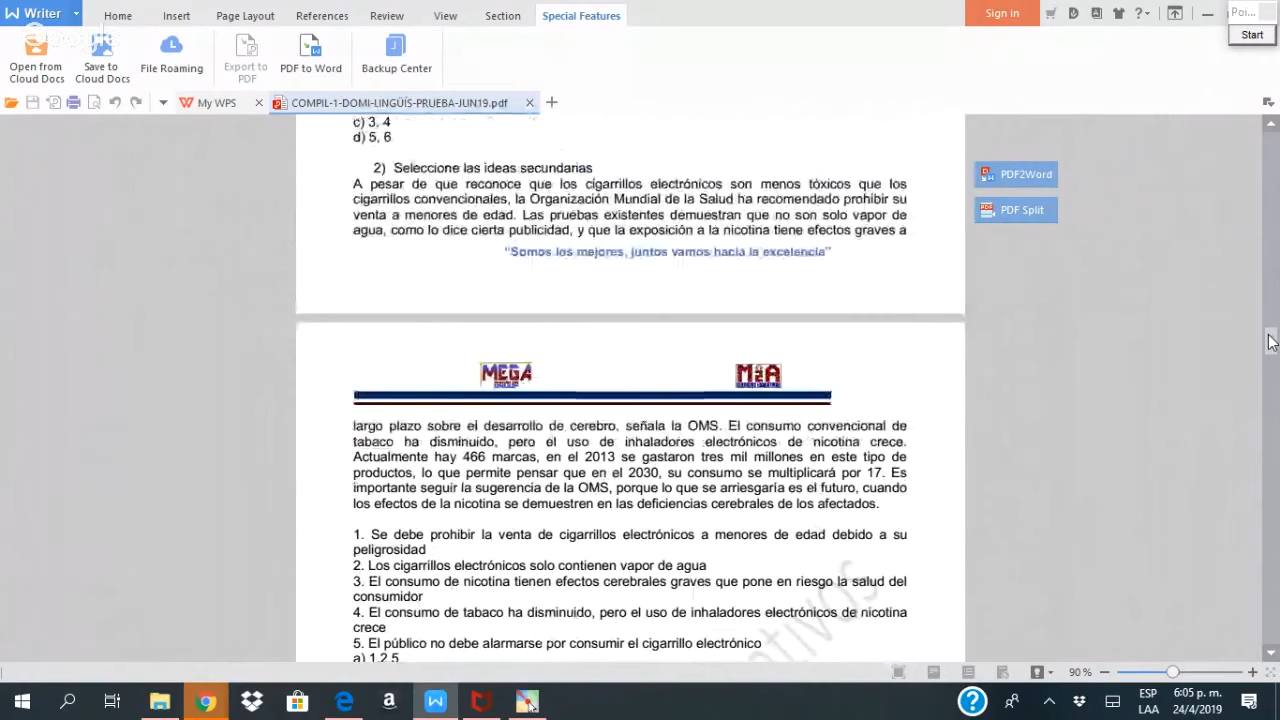 Writer
Home
Insert
Page Layout
References
Review
View
Section
Special Features
Sign in
Poi...
Start
Open from
Cloud Docs
Save to
Cloud Docs
File Roaming
Export to
PDF
PDF to Word
Backup Center
My WPS
COMPIL-1-DOMI-LINGÜÍS-PRUEBA-JUN19.pdf
c) 3, 4
d) 5, 6
2) Seleccione las ideas secundarias
A pesar de que reconoce que los cigarrillos electrónicos son menos tóxicos que los
cigarrillos convencionales, la Organización Mundial de la Salud ha recomendado prohibir su
venta a menores de edad. Las pruebas existentes demuestran que no son solo vapor de
agua, como lo dice cierta publicidad, y que la exposición a la nicotina tiene efectos graves a
"Somos los mejores, juntos vamos hacia la excelencia"
MEGA
M2A
largo plazo sobre el desarrollo de cerebro, señala la OMS. El consumo convencional de
tabaco ha disminuido, pero el uso de inhaladores electrónicos de nicotina crece.
Actualmente hay 466 marcas, en el 2013 se gastaron tres mil millones en este tipo de
productos, lo que permite pensar que en el 2030, su consumo se multiplicará por 17. Es
importante seguir la sugerencia de la OMS, porque lo que se arriesgaría es el futuro, cuando
los efectos de la nicotina se demuestren en las deficiencias cerebrales de los afectados.
1. Se debe prohibir la venta de cigarrillos electrónicos a menores de edad debido a su
peligrosidad
2. Los cigarrillos electrónicos solo contienen vapor de agua
3. El consumo de nicotina tienen efectos cerebrales graves que pone en riesgo la salud del
consumidor
4. El consumo de tabaco ha disminuido, pero el uso de inhaladores electrónicos de nicotina
crece
5. El público no debe alarmarse por consumir el cigarrillo electrónico
a) 1,2,5
PDF2Word
PDF Split
90 %
ESP
LAA
6:05 p. m.
24/4/2019